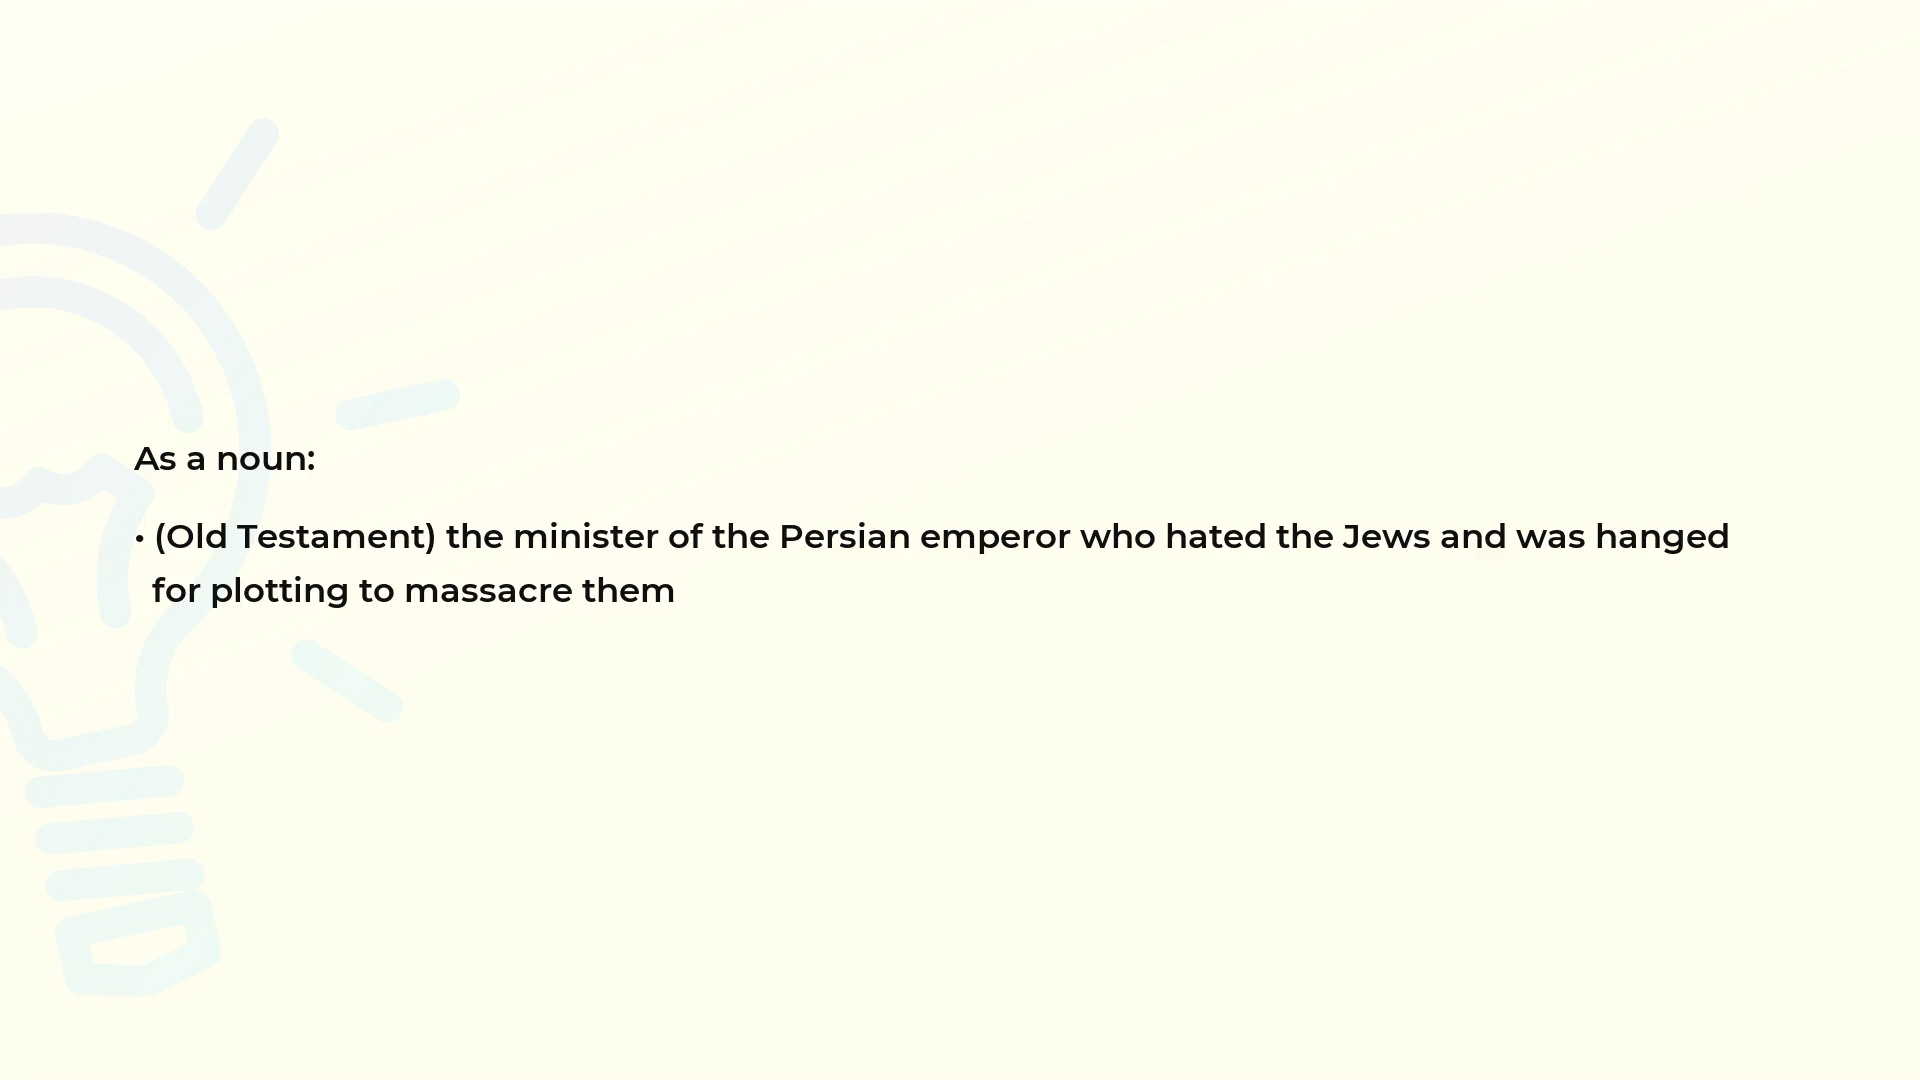 As a noun:
• (Old Testament) the minister of the Persian emperor who hated the Jews and was hanged
for plotting to massacre them